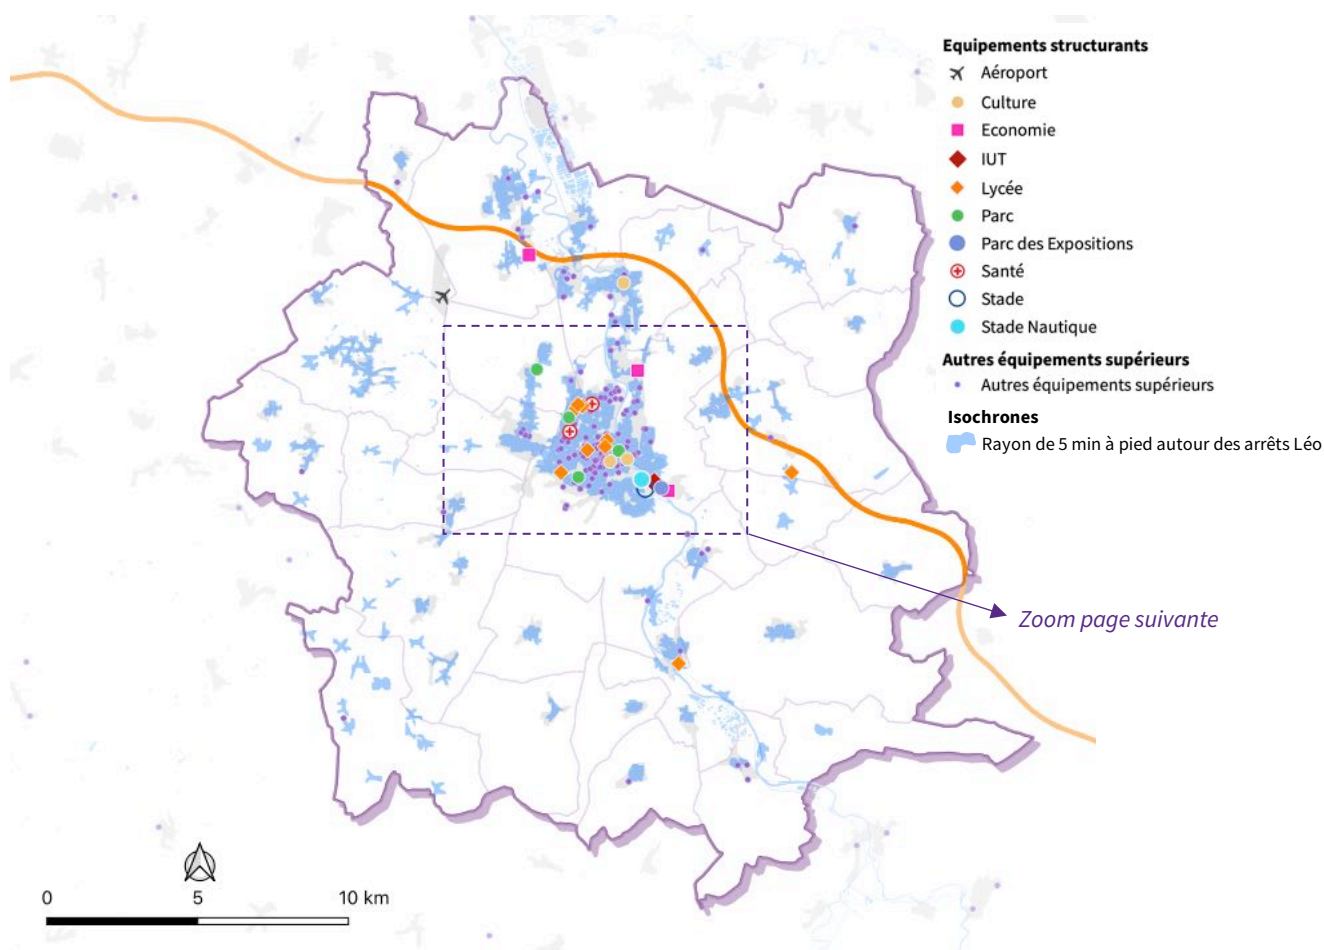 Equipements structurants
Aéroport
Culture
Economie
IUT
Lycée
Parc
Parc des Expositions
Santé
Stade
Stade Nautique
Autres équipements supérieurs
Autres équipements supérieurs
Isochrones
Rayon de 5 min à pied autour des arrêts Léo
Zoom page suivante
0 5 10 km